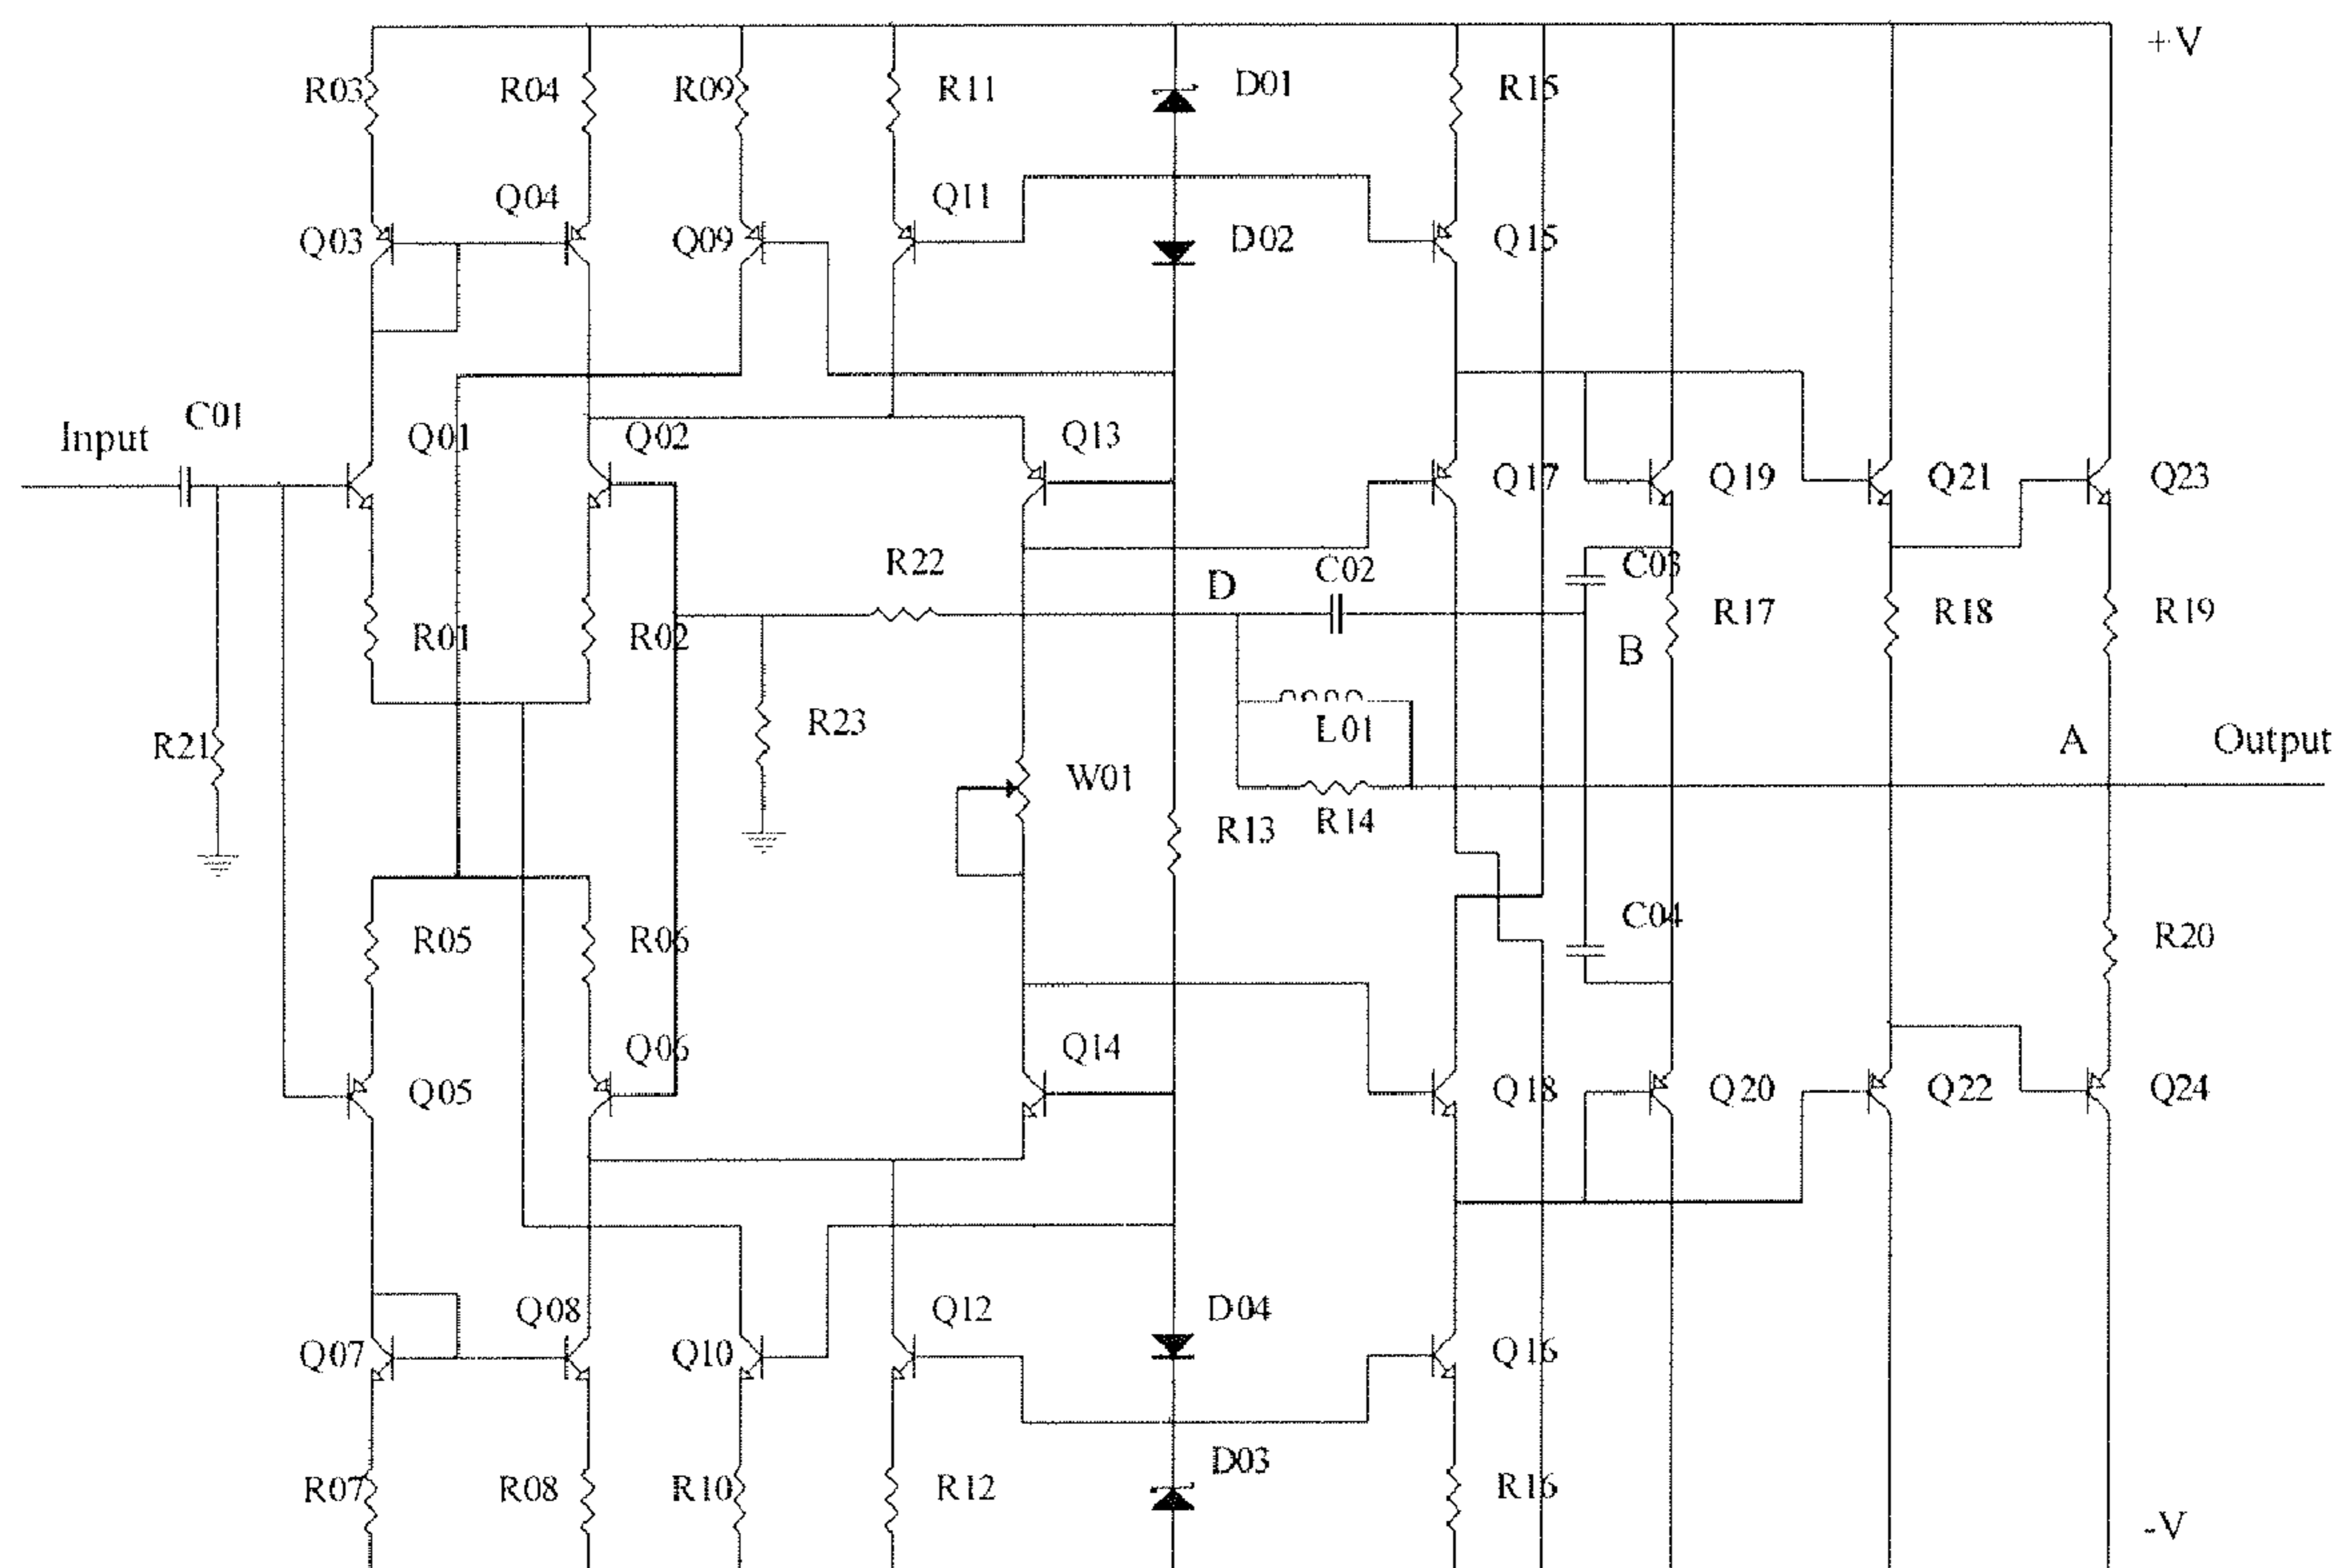 +V
R03
R04
R09
R11
D01
R15
Q04
Q11
Q03
Q09
D02
Q15
C01
Input
Q01
Q02
Q13
Q17
Q19
Q21
Q23
R22
D
C02
C03
R01
R02
B
R17
R18
R19
R21
R23
L01
A
Output
W01
R13
R14
C04
R05
R06
R20
Q06
Q14
Q05
Q18
Q20
Q22
Q24
Q08
Q12
D04
Q07
Q10
Q16
D03
R07
R08
R10
R12
R16
-V